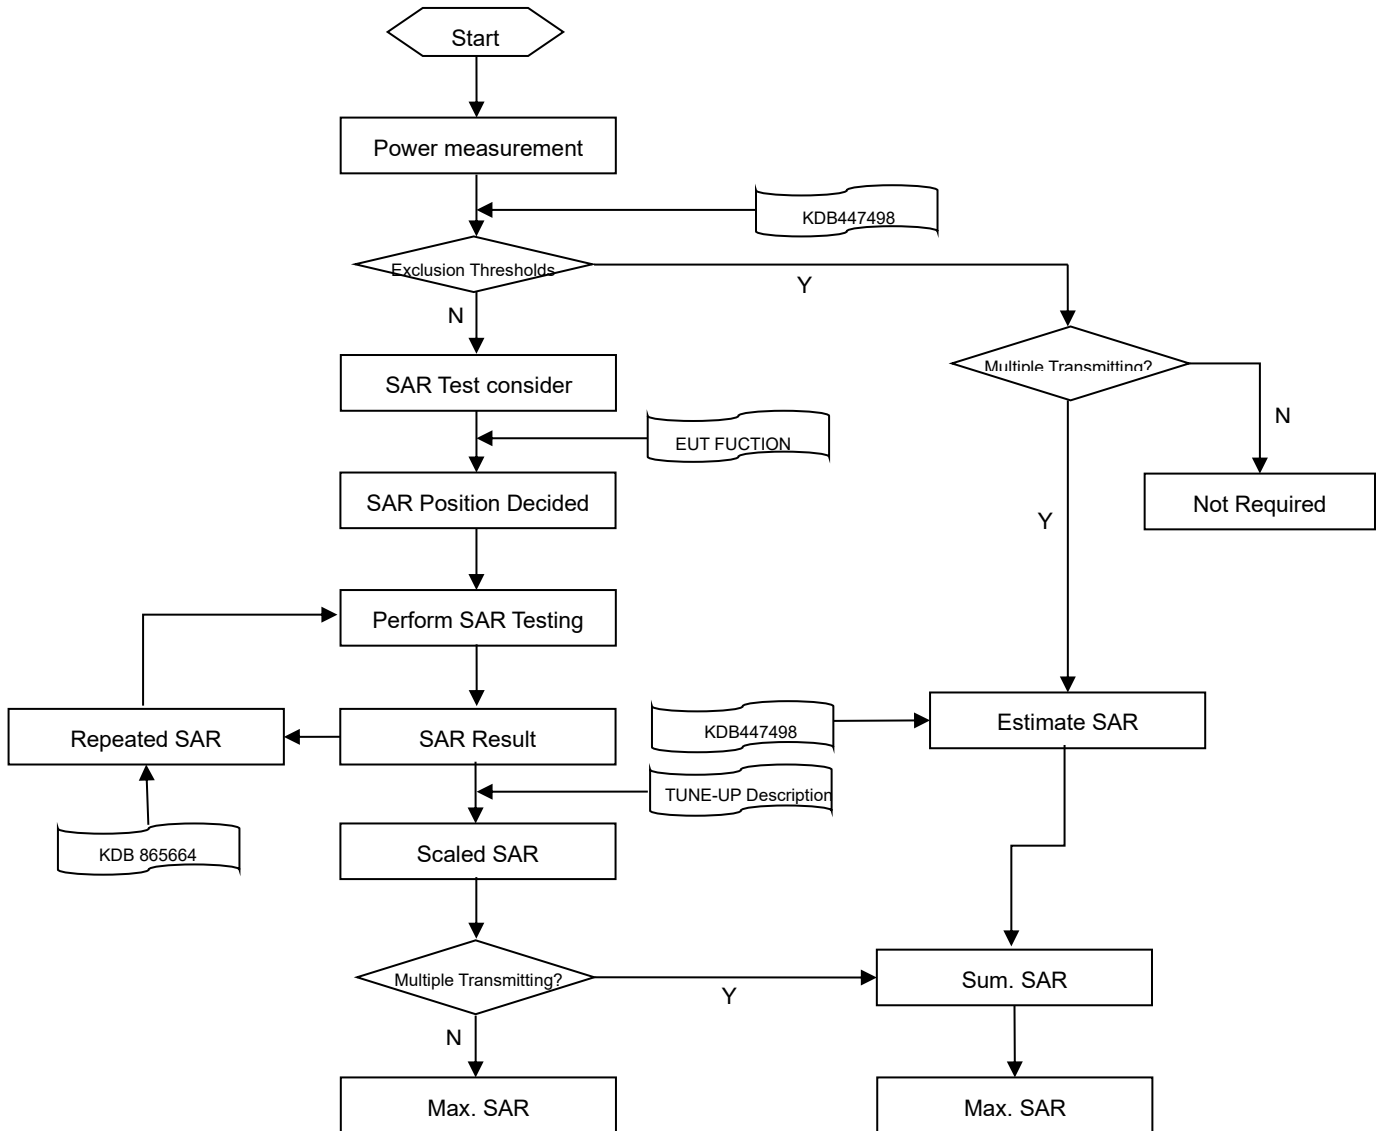 Start
Power measurement
KDB447498
Exclusion Thresholds
Y
N
Multiple Transmitting?
SAR Test consider
N
EUT FUCTION
SAR Position Decided
Not Required
Y
Perform SAR Testing
Repeated SAR
SAR Result
KDB447498
Estimate SAR
TUNE-UP Description
KDB 865664
Scaled SAR
Multiple Transmitting?
Y
Sum. SAR
N
Max. SAR
Max. SAR